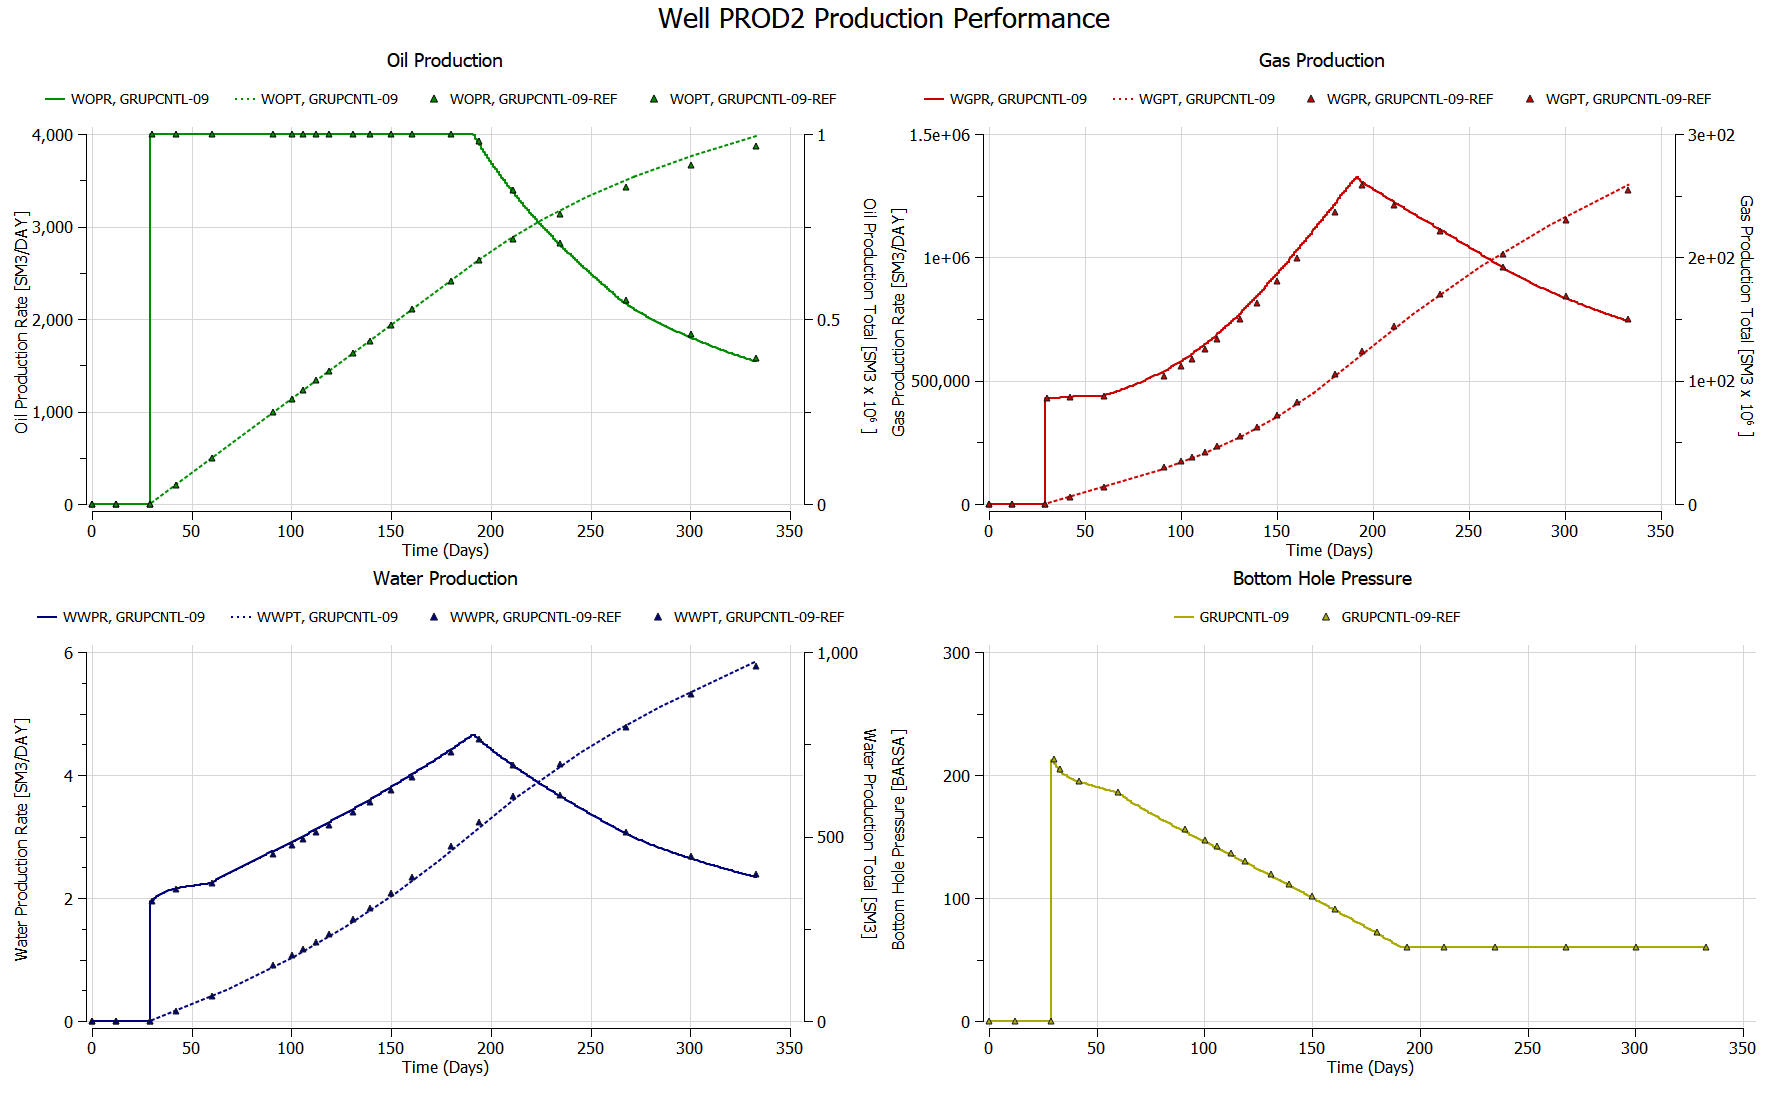 Well PROD2 Production Performance
Oil Production
WOPR, GRUPCNTL-09 WOPT, GRUPCNTL-09 WOPR, GRUPCNTL-09-REF WOPT, GRUPCNTL-09-REF
Oil Production Rate [SM3/DAY]
4,000
3,000
2,000
1,000
0
1
0.5
0
Oil Production Total [SM3 x 10⁶ ]
0 50 100 150 200 250 300 350
Time (Days)
Gas Production
WGPR, GRUPCNTL-09 WGPT, GRUPCNTL-09 WGPR, GRUPCNTL-09-REF WGPT, GRUPCNTL-09-REF
Gas Production Rate [SM3/DAY]
1.5e+06
1e+06
500,000
0
3e+02
2e+02
1e+02
0
Gas Production Total [SM3 x 10⁶ ]
0 50 100 150 200 250 300 350
Time (Days)
Water Production
WWPR, GRUPCNTL-09 WWPT, GRUPCNTL-09 WWPR, GRUPCNTL-09-REF WWPT, GRUPCNTL-09-REF
Water Production Rate [SM3/DAY]
6
4
2
0
1,000
500
0
Water Production Total [SM3]
0 50 100 150 200 250 300 350
Time (Days)
Bottom Hole Pressure
GRUPCNTL-09 GRUPCNTL-09-REF
Bottom Hole Pressure [BARSA]
300
200
100
0
0 50 100 150 200 250 300 350
Time (Days)